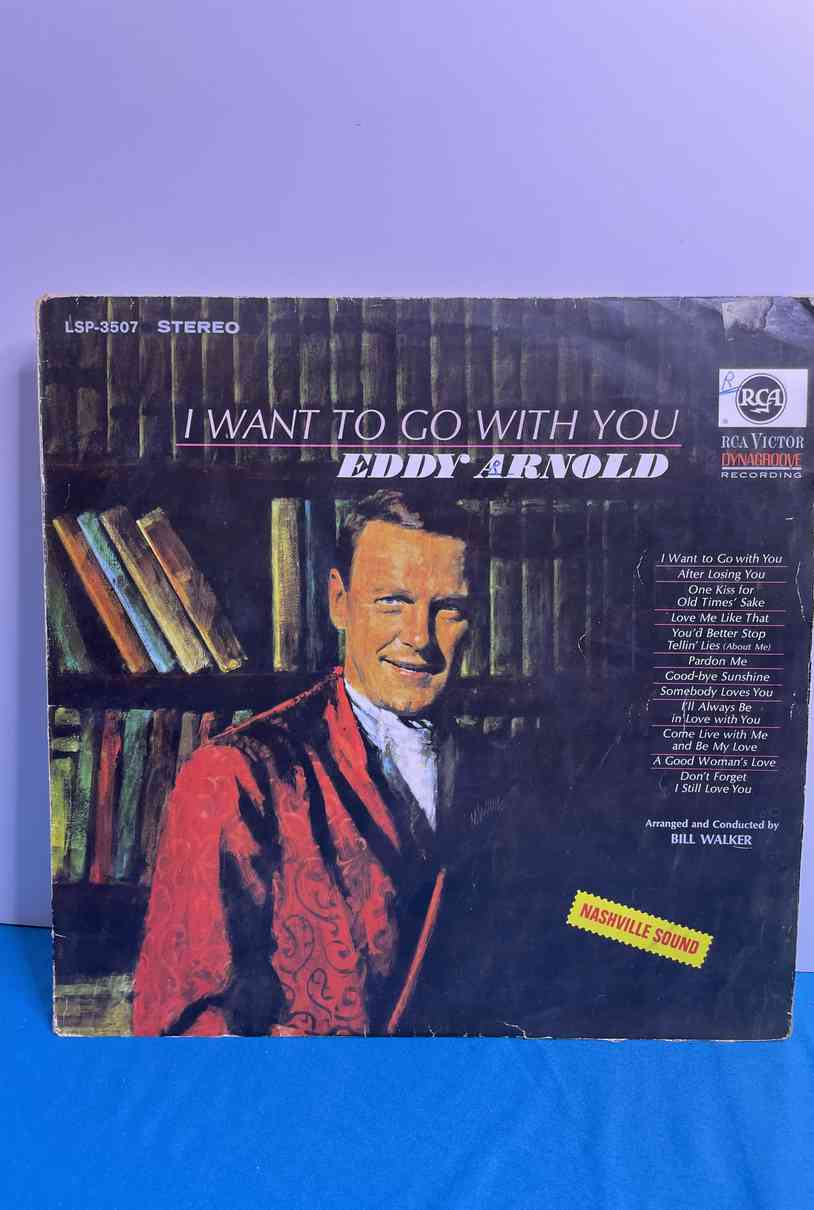 LSP-3507 STEREO
I WANT TO GO WITH YOU
EDDY ARNOLD
R
RCA
RCA VICTOR
DYNAGROOVE
RECORDING
I Want to Go with You
After Losing You
One Kiss for
Old Times' Sake
Love Me Like That
You'd Better Stop
Tellin' Lies (About Me)
Pardon Me
Good-bye Sunshine
Somebody Loves You
I'll Always Be
in Love with You
Come Live with Me
and Be My Love
A Good Woman's Love
Don't Forget
I Still Love You
Arranged and Conducted by
BILL WALKER
NASHVILLE SOUND